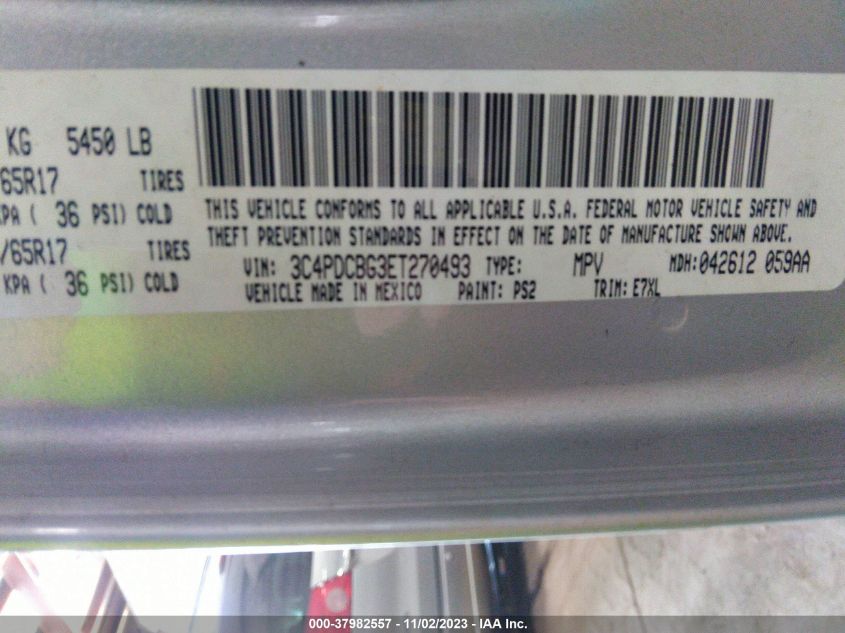 KG 5450 LB
/65R17 TIRES
KPA ( 36 PSI) COLD
/65R17 TIRES
KPA ( 36 PSI) COLD
THIS VEHICLE CONFORMS TO ALL APPLICABLE U.S.A. FEDERAL MOTOR VEHICLE SAFETY AND
THEFT PREVENTION STANDARDS IN EFFECT ON THE DATE OF MANUFACTURE SHOWN ABOVE.
VIN: 3C4PDCBG3ET270493 TYPE: MPV MDH: 042612 059AA
VEHICLE MADE IN MEXICO PAINT: PS2 TRIM: E7XL
000-37982557 - 11/02/2023 - IAA Inc.